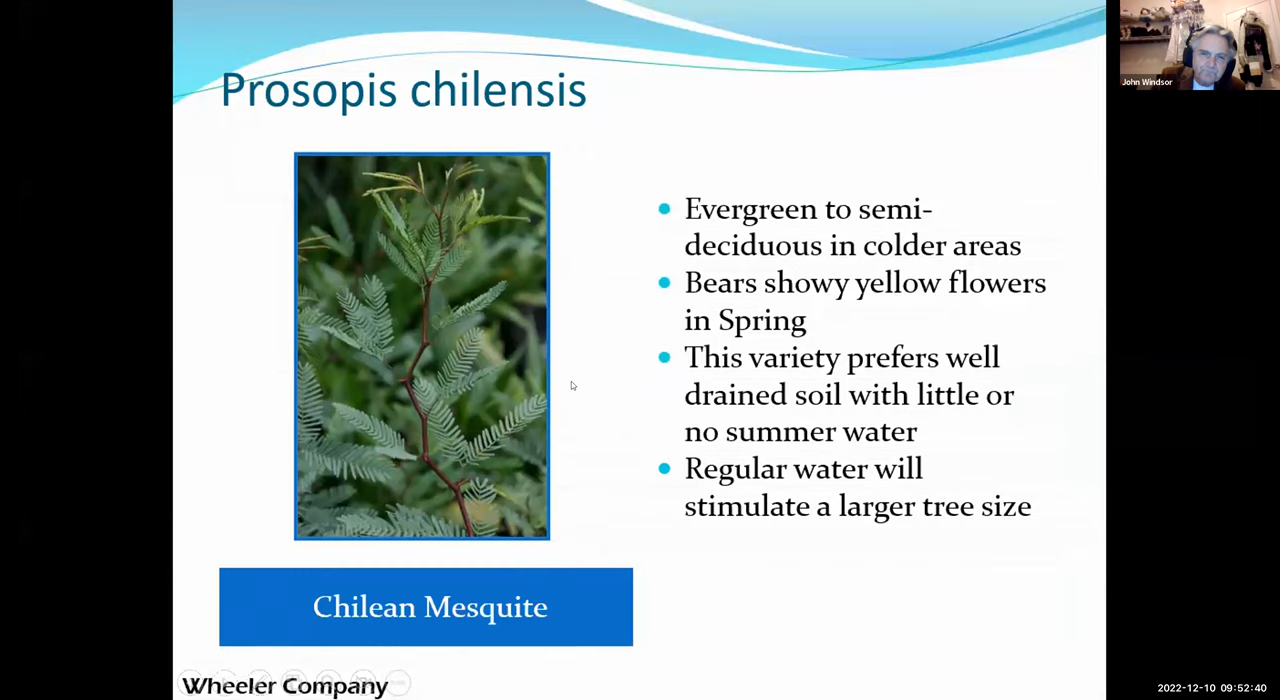 Prosopis chilensis
John Windsor
Evergreen to semi-
deciduous in colder areas
Bears showy yellow flowers
in Spring
This variety prefers well
drained soil with little or
no summer water
Regular water will
stimulate a larger tree size
Chilean Mesquite
Wheeler Company
2022-12-10 09:52:40